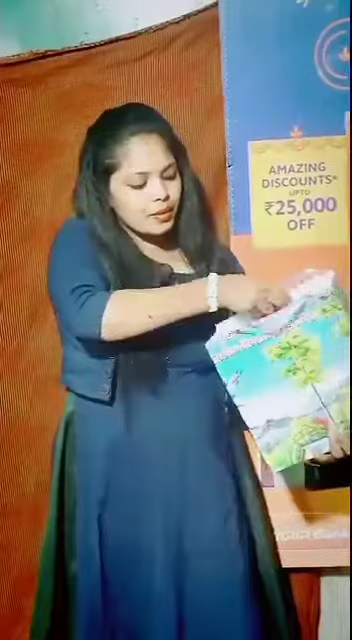 AMAZING
DISCOUNTS*
UPTO
₹25,000
OFF